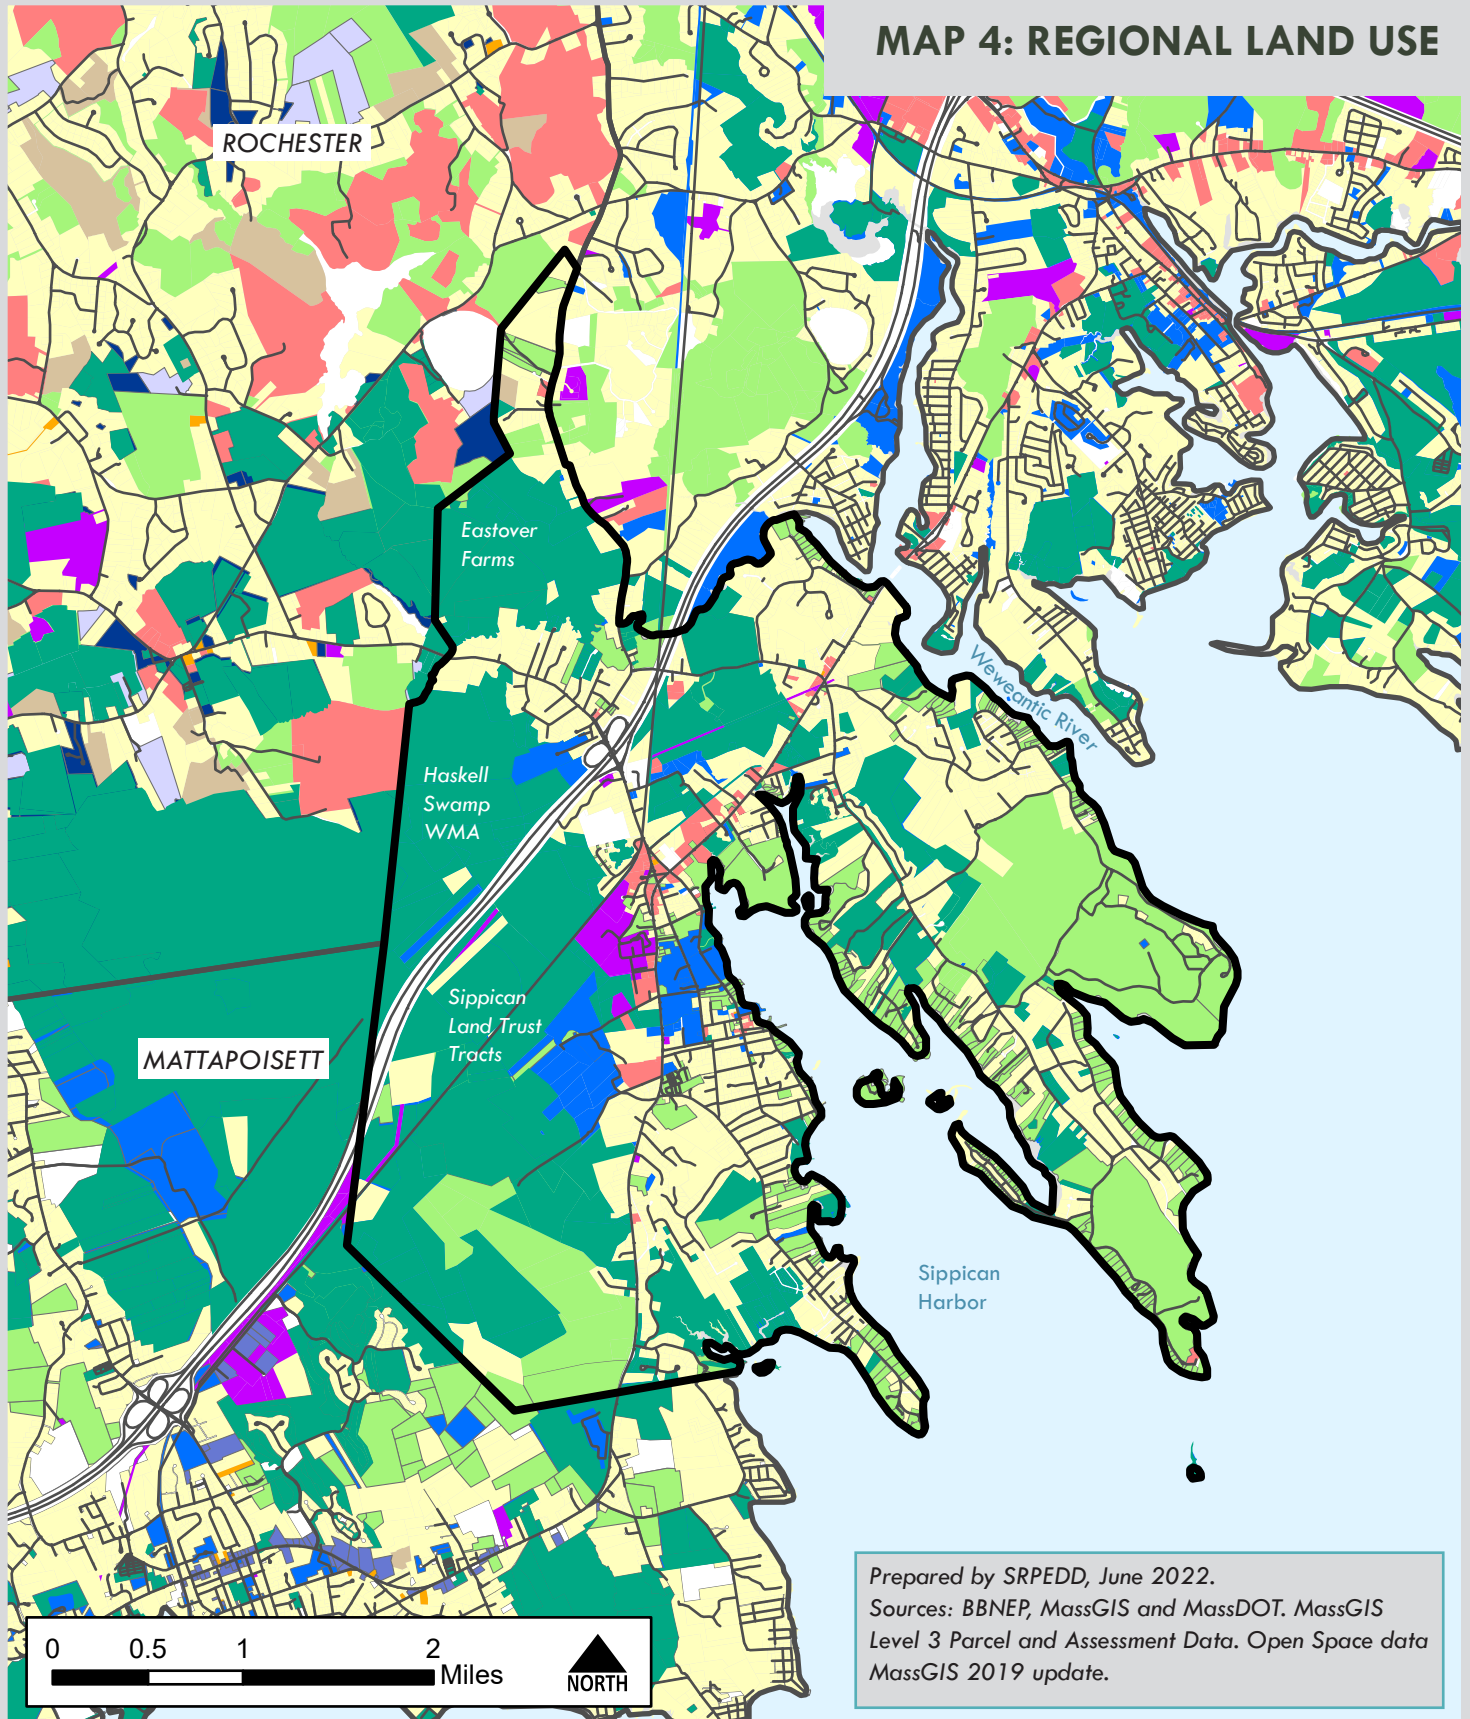 MAP 4: REGIONAL LAND USE
ROCHESTER
Eastover
Farms
Weweantic River
Haskell
Swamp
WMA
Sippican
Land Trust
Tracts
MATTAPOISETT
Sippican
Harbor
Prepared by SRPEDD, June 2022.
Sources: BBNEP, MassGIS and MassDOT. MassGIS
Level 3 Parcel and Assessment Data. Open Space data
MassGIS 2019 update.
0 0.5 1 2
Miles
NORTH